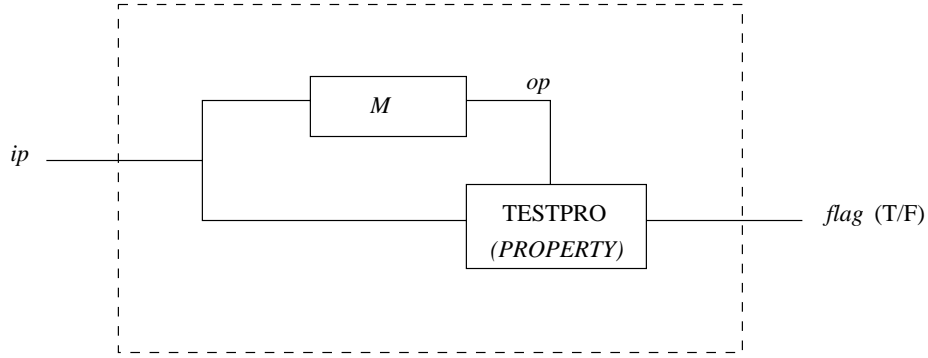 op
M
ip
TESTPRO
(PROPERTY)
flag (T/F)